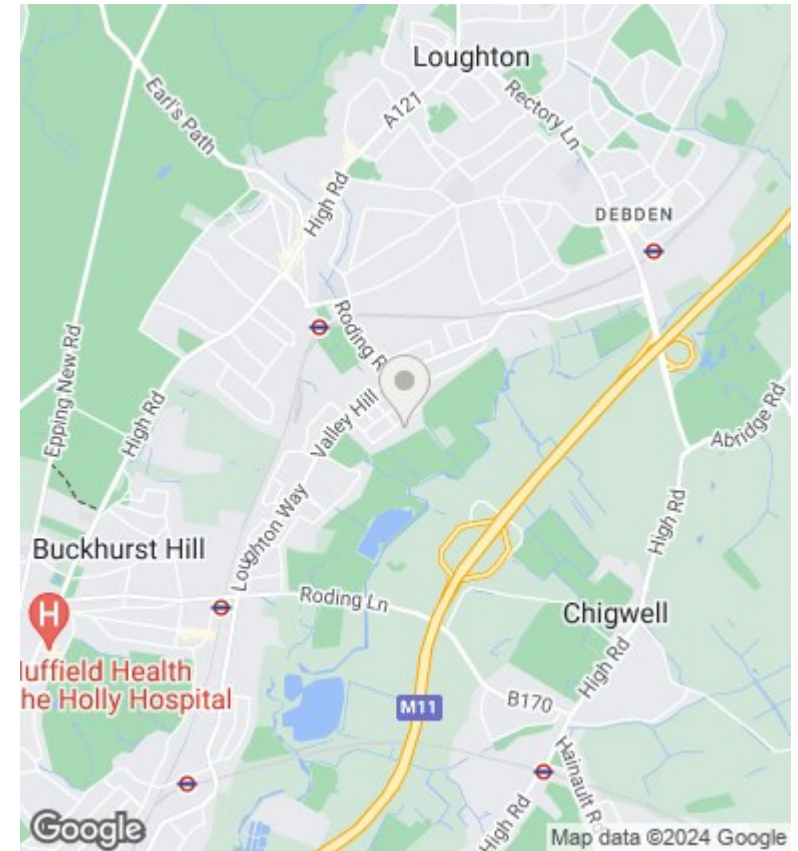 Loughton
Earl's Path
A121
Rectory Ln
High Rd
DEBDEN
Roding R
Epping New Rd
High Rd
Valley Hill
Abridge Rd
High Rd
Loughton Way
Buckhurst Hill
Roding Ln
Chigwell
H
uffield Health
he Holly Hospital
High Rd
M11
B170
Hainault Ro
High Rd
Google
Map data ©2024 Google